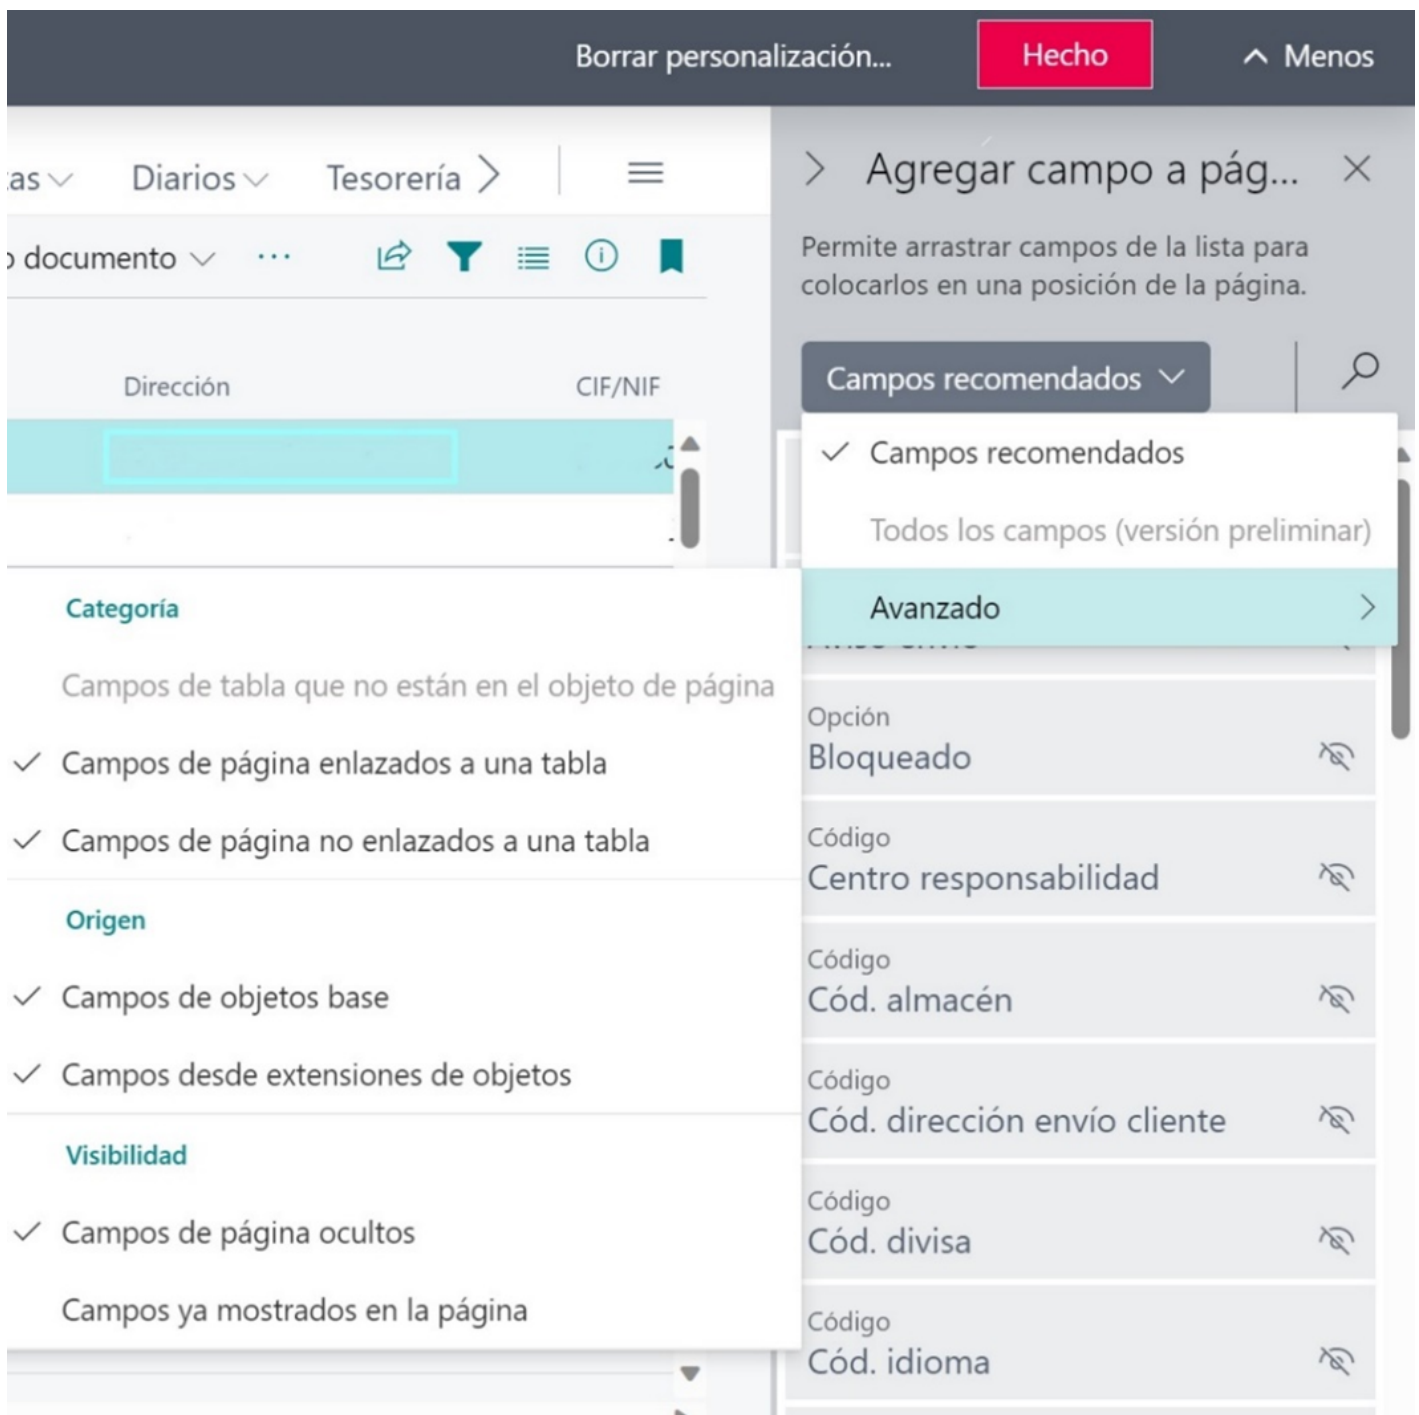 Borrar personalización...
Hecho
Menos
Diarios
Tesorería
documento
Dirección
CIF/NIF
Agregar campo a pág...
Permite arrastrar campos de la lista para
colocarlos en una posición de la página.
Campos recomendados
Campos recomendados
Todos los campos (versión preliminar)
Avanzado
Categoría
Campos de tabla que no están en el objeto de página
Campos de página enlazados a una tabla
Campos de página no enlazados a una tabla
Origen
Campos de objetos base
Campos desde extensiones de objetos
Visibilidad
Campos de página ocultos
Campos ya mostrados en la página
Opción
Bloqueado
Código
Centro responsabilidad
Código
Cód. almacén
Código
Cód. dirección envío cliente
Código
Cód. divisa
Código
Cód. idioma